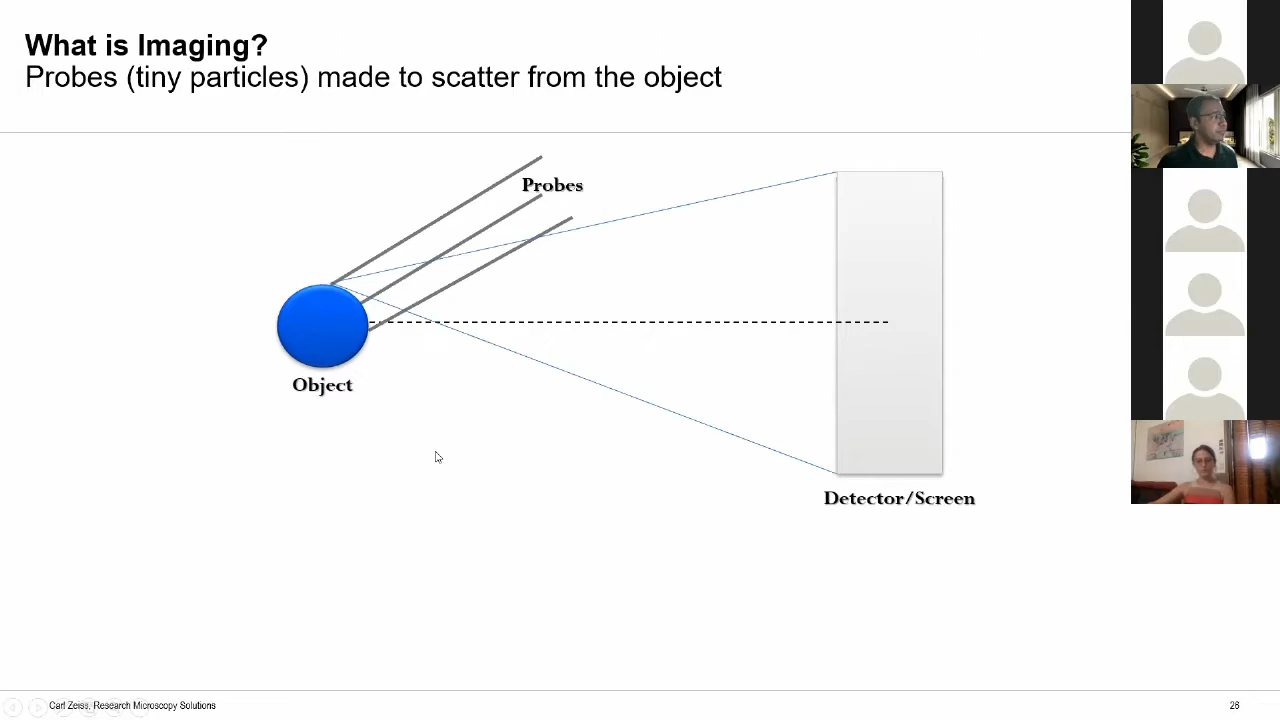 What is Imaging?
Probes (tiny particles) made to scatter from the object
Probes
Object
Detector/Screen
Carl Zeiss, Research Microscopy Solutions
26